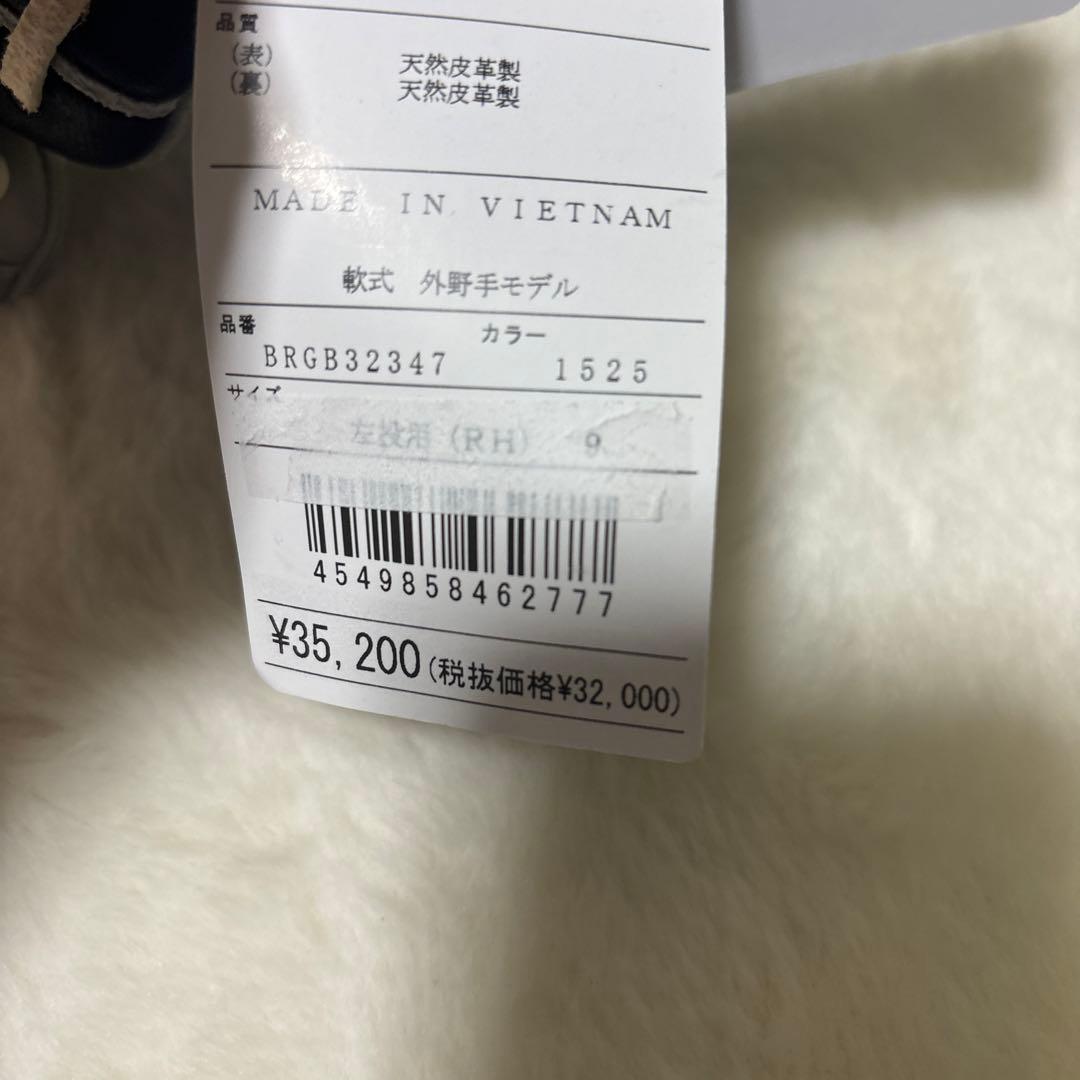 品質
(表) 天然皮革製
(裏) 天然皮革製
MADE IN VIETNAM
軟式 外野手モデル
品番 カラー
BRGB32347 1525
サイズ
左投用 (RH) 9
4549858462777
¥35,200(税抜価格¥32,000)